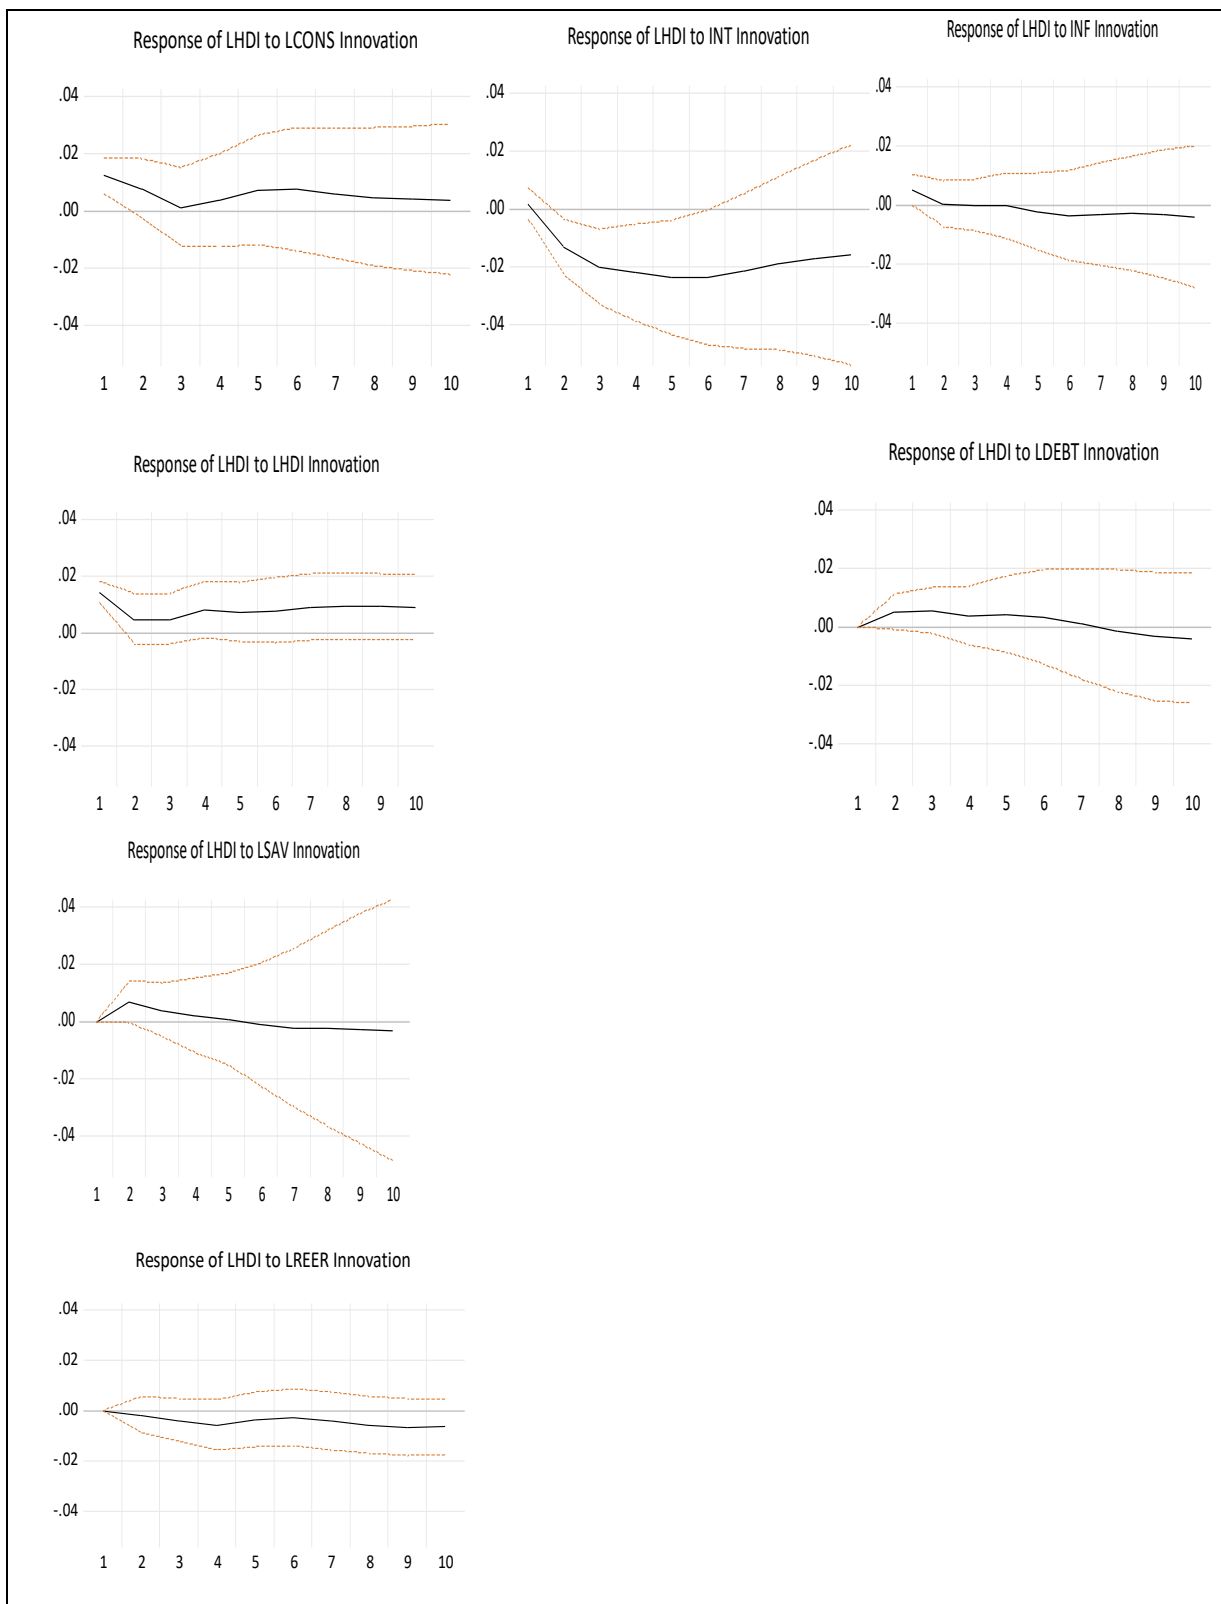 Response of LHDI to LCONS Innovation
.04
.02
.00
-.02
-.04
1 2 3 4 5 6 7 8 9 10
Response of LHDI to INT Innovation
.04
.02
.00
-.02
-.04
1 2 3 4 5 6 7 8 9 10
Response of LHDI to INF Innovation
.04
.02
.00
-.02
-.04
1 2 3 4 5 6 7 8 9 10
Response of LHDI to LHDI Innovation
.04
.02
.00
-.02
-.04
1 2 3 4 5 6 7 8 9 10
Response of LHDI to LDEBT Innovation
.04
.02
.00
-.02
-.04
1 2 3 4 5 6 7 8 9 10
Response of LHDI to LSAV Innovation
.04
.02
.00
-.02
-.04
1 2 3 4 5 6 7 8 9 10
Response of LHDI to LREER Innovation
.04
.02
.00
-.02
-.04
1 2 3 4 5 6 7 8 9 10